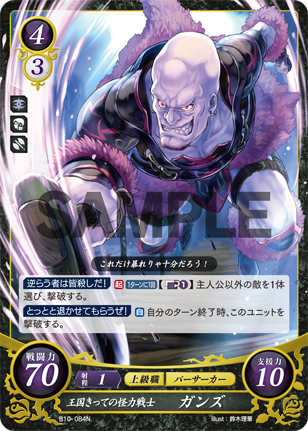 4
3
SAMPLE
これだけ暴れりゃ十分だろう!
逆らう者は皆殺しだ! 起 1ターンに1回 【 1】 主人公以外の敵を1体
選び、撃破する。
とっとと退かせてもらうぜ! 自 自分のターン終了時、このユニットを
撃破する。
戦闘力 70
射程 1
上級職 バーサーカー
支援力 10
王国きっての怪力戦士 ガンズ
B10-084N
Illust:鈴木理華